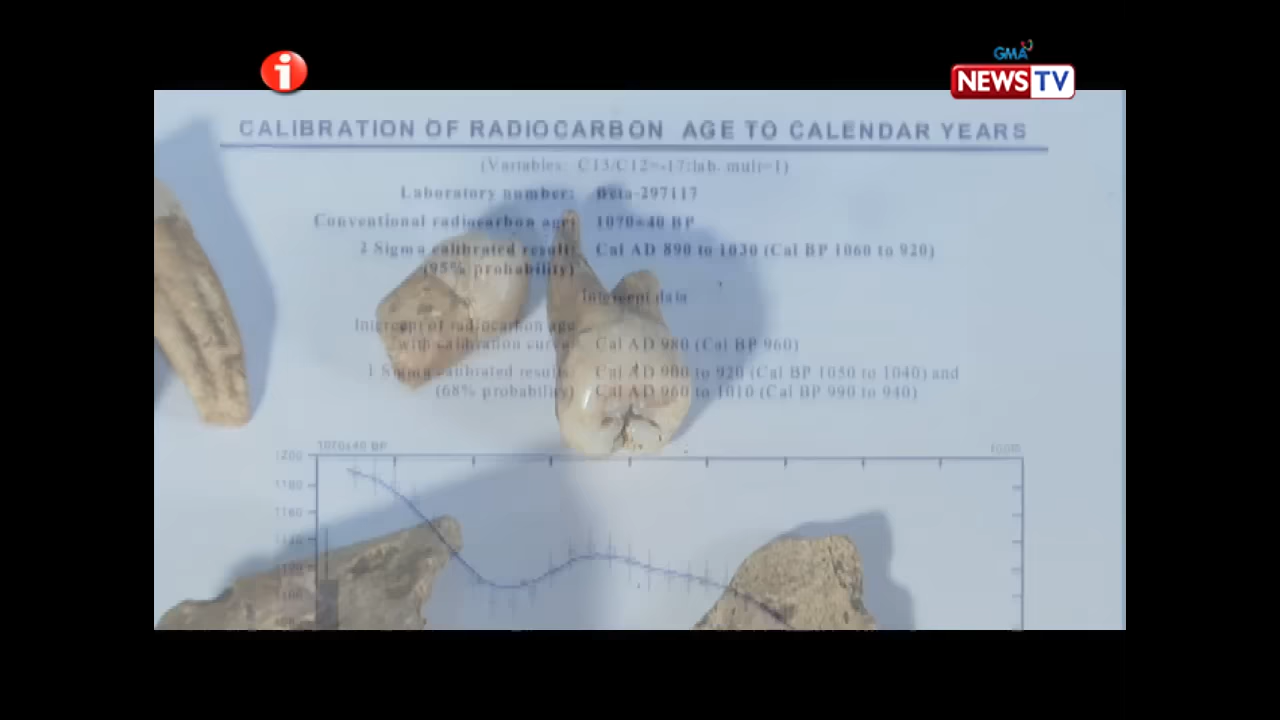 i
GMA
NEWS TV
CALIBRATION OF RADIOCARBON AGE TO CALENDAR YEARS
(Variables: C13/C12=-17:lab. mult=1)
Laboratory number: Beta-297117
Conventional radiocarbon age: 1070±40 BP
2 Sigma calibrated result: Cal AD 890 to 1030 (Cal BP 1060 to 920)
(95% probability)
Intercept data
Intercept of radiocarbon age
with calibration curve: Cal AD 980 (Cal BP 960)
1 Sigma calibrated result: Cal AD 900 to 920 (Cal BP 1050 to 1040) and
(68% probability) Cal AD 960 to 1010 (Cal BP 990 to 940)
1070±40 BP
1200
1180
1160
1140
1120
1100